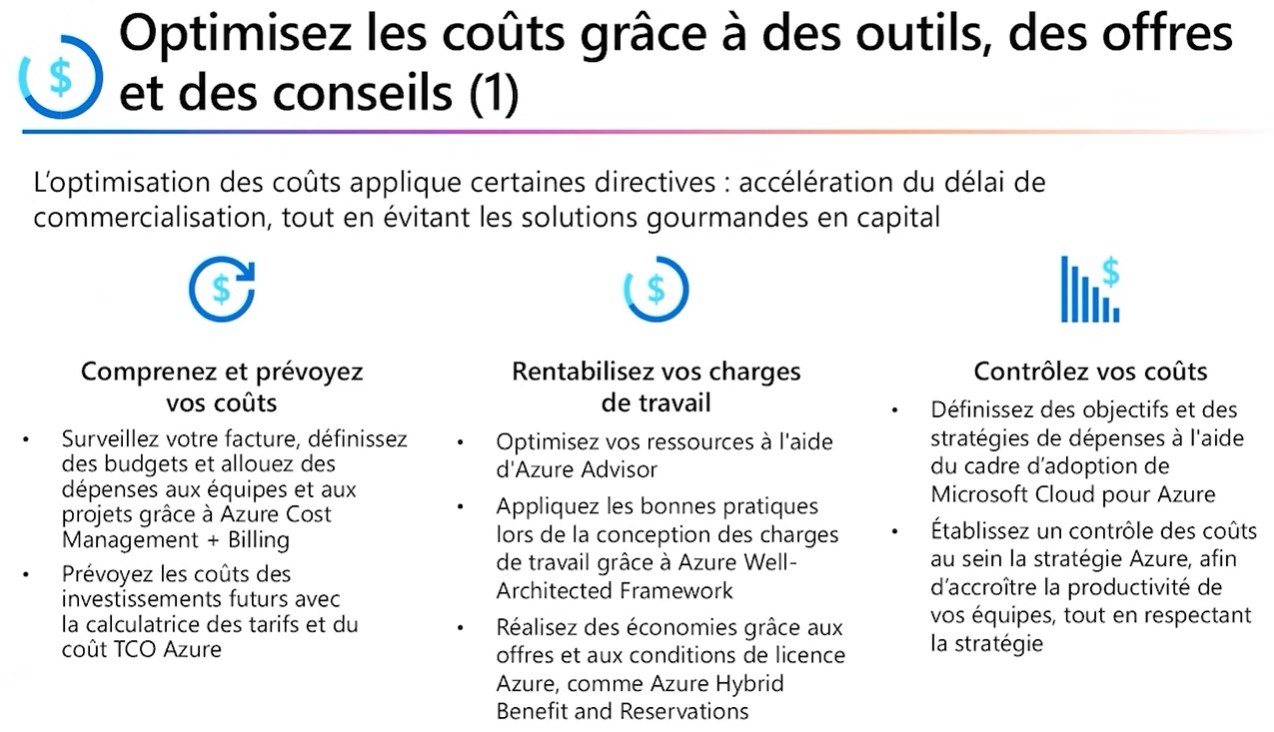 Optimisez les coûts grâce à des outils, des offres
et des conseils (1)
L'optimisation des coûts applique certaines directives : accélération du délai de
commercialisation, tout en évitant les solutions gourmandes en capital
Comprenez et prévoyez
vos coûts
• Surveillez votre facture, définissez
des budgets et allouez des
dépenses aux équipes et aux
projets grâce à Azure Cost
Management + Billing
• Prévoyez les coûts des
investissements futurs avec
la calculatrice des tarifs et du
coût TCO Azure
Rentabilisez vos charges
de travail
• Optimisez vos ressources à l'aide
d'Azure Advisor
• Appliquez les bonnes pratiques
lors de la conception des charges
de travail grâce à Azure Well-
Architected Framework
• Réalisez des économies grâce aux
offres et aux conditions de licence
Azure, comme Azure Hybrid
Benefit and Reservations
Contrôlez vos coûts
• Définissez des objectifs et des
stratégies de dépenses à l'aide
du cadre d'adoption de
Microsoft Cloud pour Azure
• Établissez un contrôle des coûts
au sein la stratégie Azure, afin
d'accroître la productivité de
vos équipes, tout en respectant
la stratégie